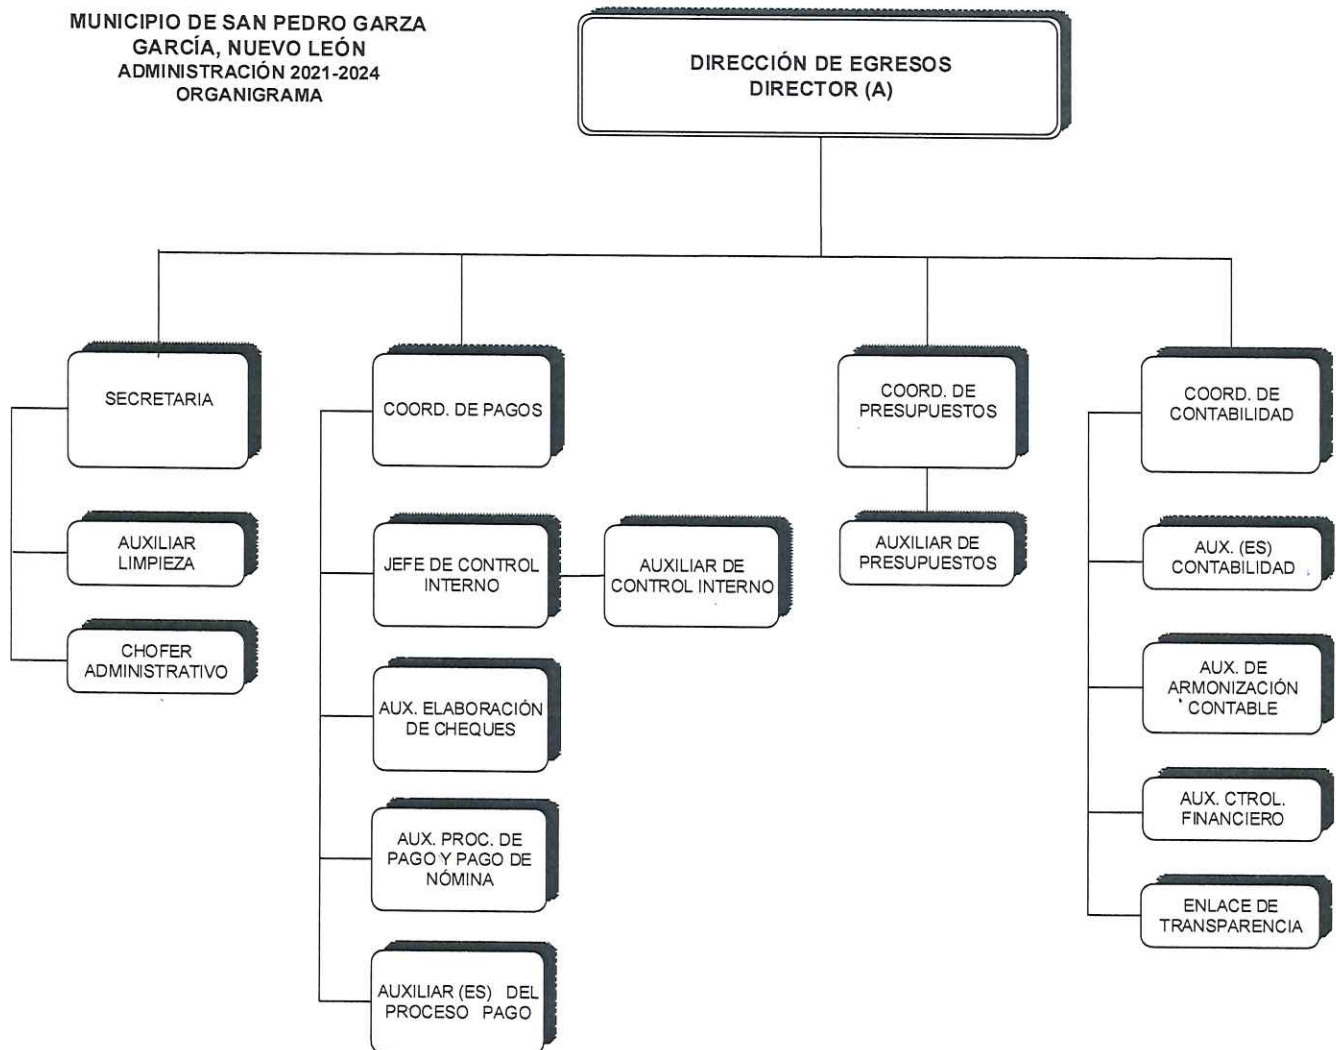 MUNICIPIO DE SAN PEDRO GARZA
GARCÍA, NUEVO LEÓN
ADMINISTRACIÓN 2021-2024
ORGANIGRAMA
DIRECCIÓN DE EGRESOS
DIRECTOR (A)
SECRETARIA
AUXILIAR
LIMPIEZA
CHOFER
ADMINISTRATIVO
COORD. DE PAGOS
JEFE DE CONTROL
INTERNO
AUXILIAR DE
CONTROL INTERNO
AUX. ELABORACIÓN
DE CHEQUES
AUX. PROC. DE
PAGO Y PAGO DE
NÓMINA
AUXILIAR (ES) DEL
PROCESO PAGO
COORD. DE
PRESUPUESTOS
AUXILIAR DE
PRESUPUESTOS
COORD. DE
CONTABILIDAD
AUX. (ES)
CONTABILIDAD
AUX. DE
ARMONIZACIÓN
CONTABLE
AUX. CTROL.
FINANCIERO
ENLACE DE
TRANSPARENCIA